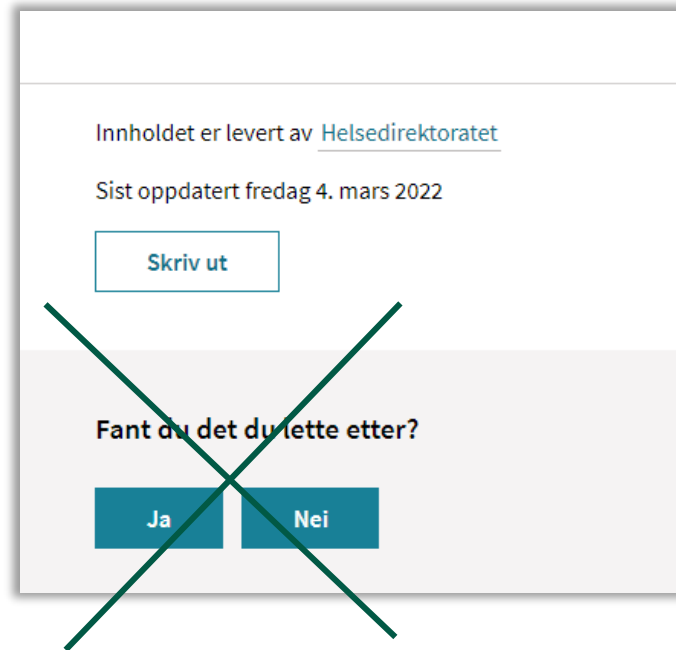 Innholdet er levert av Helsedirektoratet
Sist oppdatert fredag 4. mars 2022
Skriv ut
Fant du det du lette etter?
Ja Nei